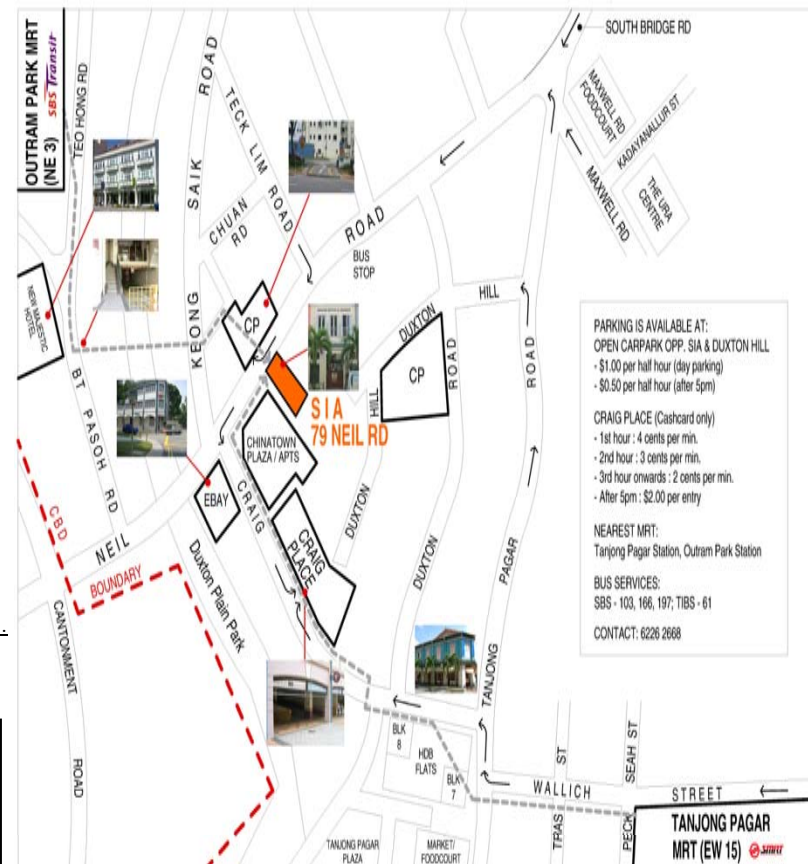 OUTRAM PARK MRT
(NE 3) SBS Transit
TEO HONG RD
KEONG SAIK ROAD
TECK LIM ROAD
CHUAN
RD
SOUTH BRIDGE RD
MAXWELL RD
FOODCOURT
KADAYANALLUR ST
THE URA
CENTRE
MAXWELL RD
NEIL ROAD
BUS
STOP
NEW MAJESTIC
HOTEL
BT PASOH RD
CP
SIA
79 NEIL RD
DUXTON HILL
DUXTON HILL
CP
DUXTON ROAD
TANJONG PAGAR ROAD
CHINATOWN
PLAZA / APTS
EBAY
CRAIG
CRAIG
PLACE
Duxton Plain Park
CBD
BOUNDARY
CANTONMENT
ROAD
PARKING IS AVAILABLE AT:
OPEN CARPARK OPP. SIA & DUXTON HILL
- $1.00 per half hour (day parking)
- $0.50 per half hour (after 5pm)
CRAIG PLACE (Cashcard only)
- 1st hour : 4 cents per min.
- 2nd hour : 3 cents per min.
- 3rd hour onwards : 2 cents per min.
- After 5pm : $2.00 per entry
NEAREST MRT:
Tanjong Pagar Station, Outram Park Station
BUS SERVICES:
SBS - 103, 166, 197; TIBS - 61
CONTACT: 6226 2668
BLK
8
HDB
FLATS
BLK
7
WALLICH STREET
TRAS ST
PECK SEAH ST
TANJONG PAGAR
PLAZA
MARKET/
FOODCOURT
TANJONG PAGAR
MRT (EW 15) SMRT